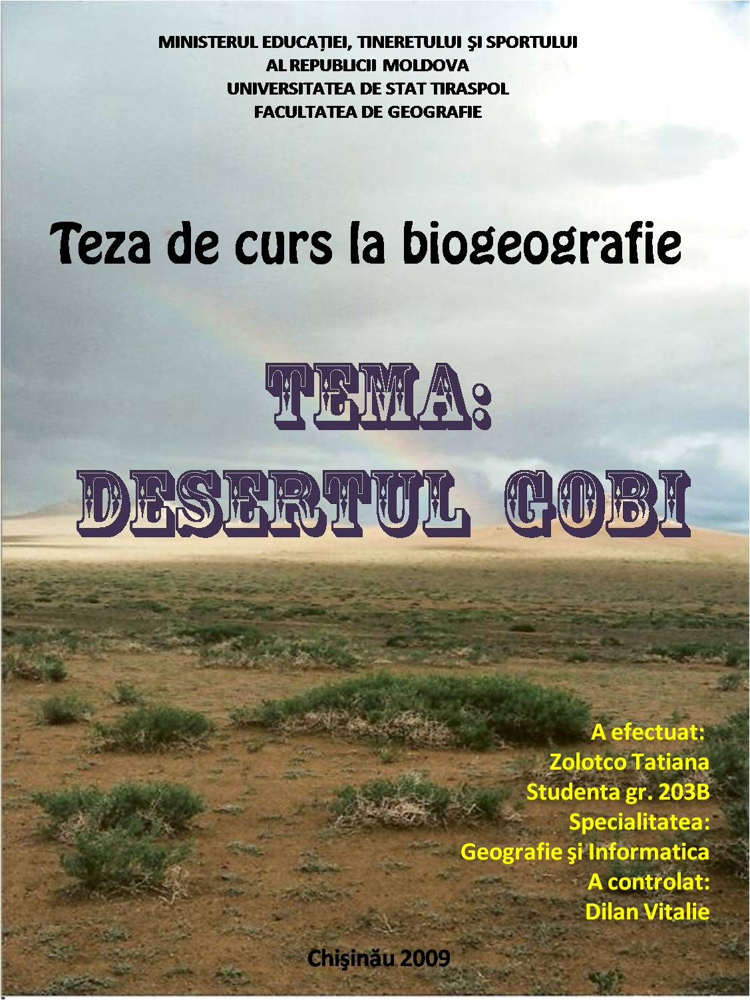 MINISTERUL EDUCAȚIEI, TINERETULUI ŞI SPORTULUI
AL REPUBLICII MOLDOVA
UNIVERSITATEA DE STAT TIRASPOL
FACULTATEA DE GEOGRAFIE
Teza de curs la biogeografie
TEMA:
DESERTUL GOBI
A efectuat:
Zolotco Tatiana
Studenta gr. 203B
Specialitatea:
Geografie şi Informatica
A controlat:
Dilan Vitalie
Chişinău 2009